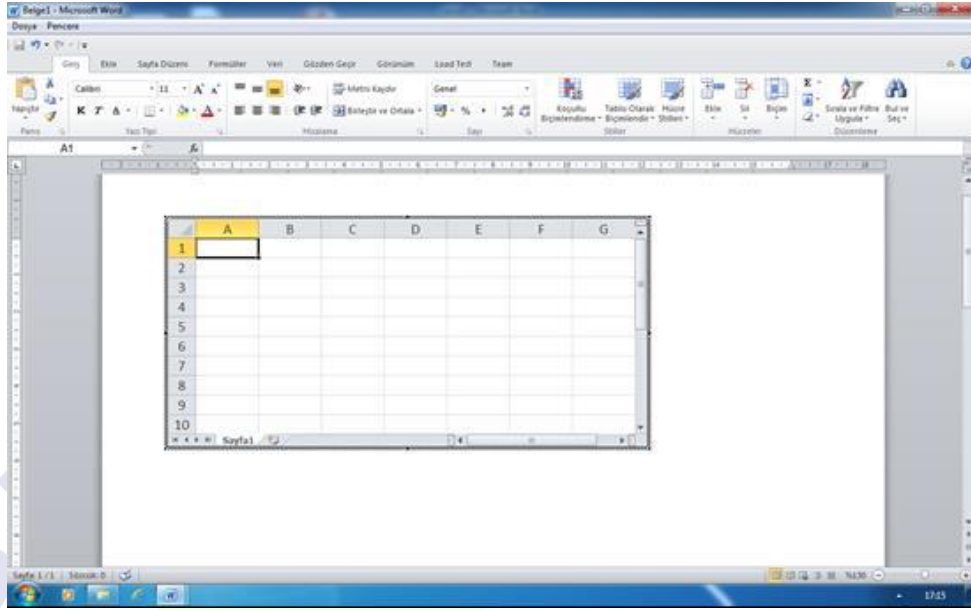 Belge1 - Microsoft Word
Dosya Pencere
Giriş Ekle Sayfa Düzeni Formüller Veri Gözden Geçir Görünüm Load Test Team
Yapıştır
Calibri 11 A A
K T A
Metni Kaydır
Birleştir ve Ortala
Genel
%
Koşullu Biçimlendirme
Tablo Olarak Biçimlendir
Hücre Stilleri
Ekle Sil Biçim
Sırala ve Filtre Uygula
Bul ve Seç
Pano Yazı Tipi Hizalama Sayı Stiller Hücreler Düzenleme
A1 fx
A B C D E F G
1
2
3
4
5
6
7
8
9
10
Sayfa1
Sayfa 1 / 1 Sözcük: 0 %130
17:15